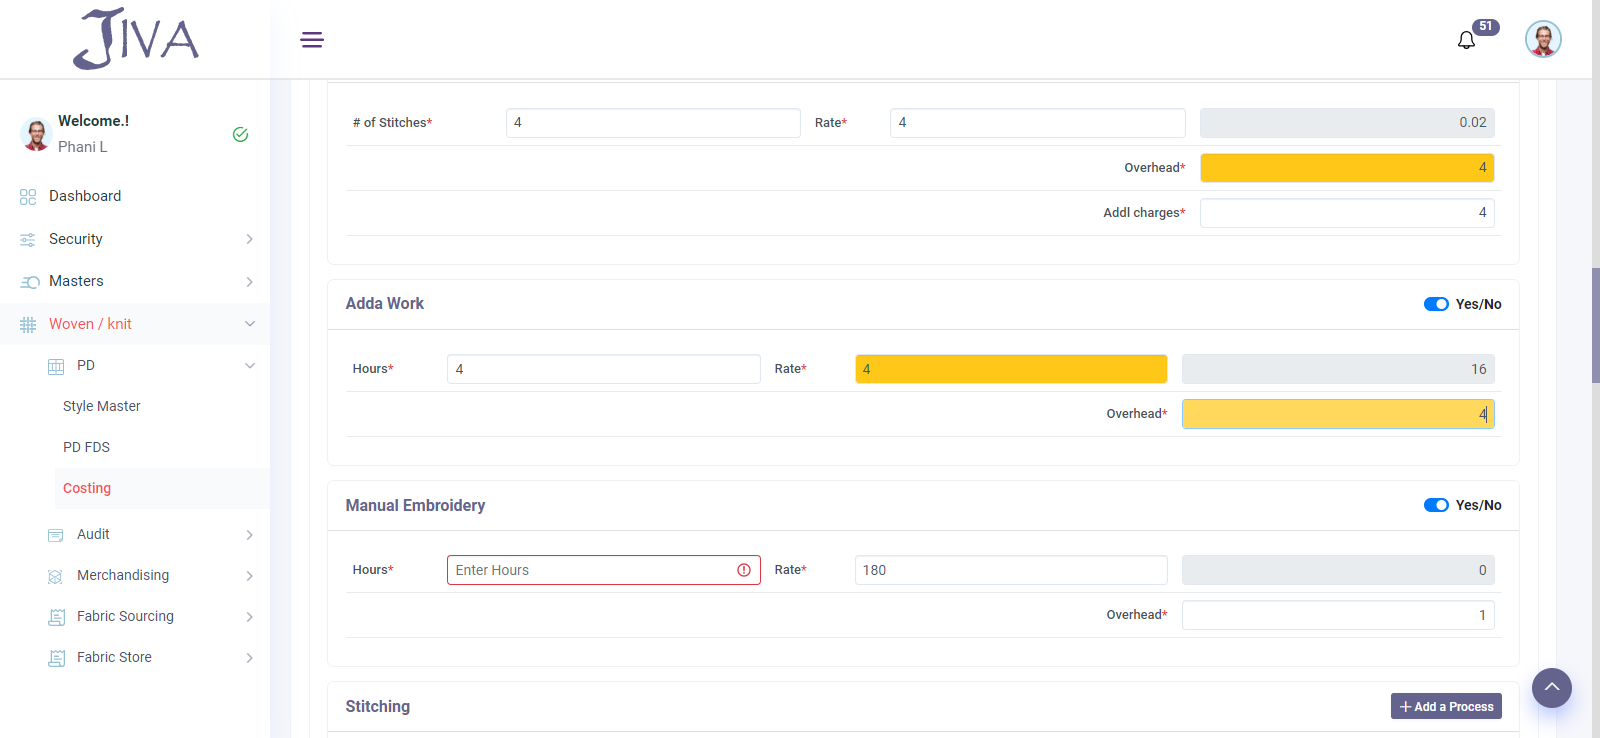 JIVA
51
Welcome.!
Phani L
Dashboard
Security
Masters
Woven / knit
PD
Style Master
PD FDS
Costing
Audit
Merchandising
Fabric Sourcing
Fabric Store
# of Stitches* 4 Rate* 4 0.02
Overhead* 4
Addl charges* 4
Adda Work Yes/No
Hours* 4 Rate* 4 16
Overhead* 4
Manual Embroidery Yes/No
Hours* Enter Hours Rate* 180 0
Overhead* 1
Stitching + Add a Process